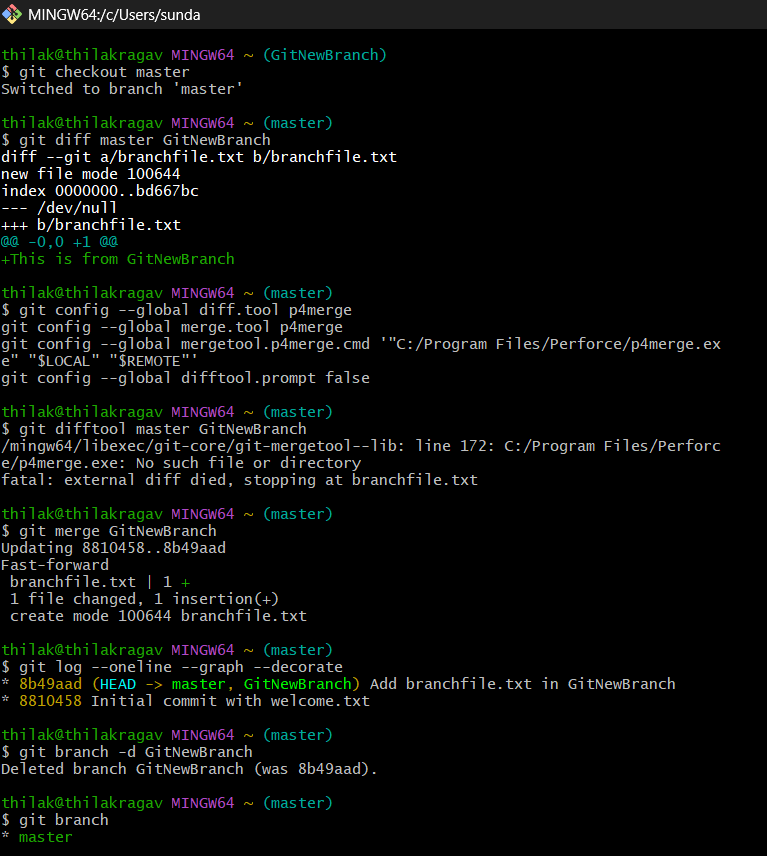 MINGW64:/c/Users/sunda
thilak@thilakragav MINGW64 ~ (GitNewBranch)
$ git checkout master
Switched to branch 'master'
thilak@thilakragav MINGW64 ~ (master)
$ git diff master GitNewBranch
diff --git a/branchfile.txt b/branchfile.txt
new file mode 100644
index 0000000..bd667bc
--- /dev/null
+++ b/branchfile.txt
@@ -0,0 +1 @@
+This is from GitNewBranch
thilak@thilakragav MINGW64 ~ (master)
$ git config --global diff.tool p4merge
git config --global merge.tool p4merge
git config --global mergetool.p4merge.cmd '"C:/Program Files/Perforce/p4merge.ex
e" "$LOCAL" "$REMOTE"'
git config --global difftool.prompt false
thilak@thilakragav MINGW64 ~ (master)
$ git difftool master GitNewBranch
/mingw64/libexec/git-core/git-mergetool--lib: line 172: C:/Program Files/Perforc
e/p4merge.exe: No such file or directory
fatal: external diff died, stopping at branchfile.txt
thilak@thilakragav MINGW64 ~ (master)
$ git merge GitNewBranch
Updating 8810458..8b49aad
Fast-forward
 branchfile.txt | 1 +
 1 file changed, 1 insertion(+)
 create mode 100644 branchfile.txt
thilak@thilakragav MINGW64 ~ (master)
$ git log --oneline --graph --decorate
* 8b49aad (HEAD -> master, GitNewBranch) Add branchfile.txt in GitNewBranch
* 8810458 Initial commit with welcome.txt
thilak@thilakragav MINGW64 ~ (master)
$ git branch -d GitNewBranch
Deleted branch GitNewBranch (was 8b49aad).
thilak@thilakragav MINGW64 ~ (master)
$ git branch
* master